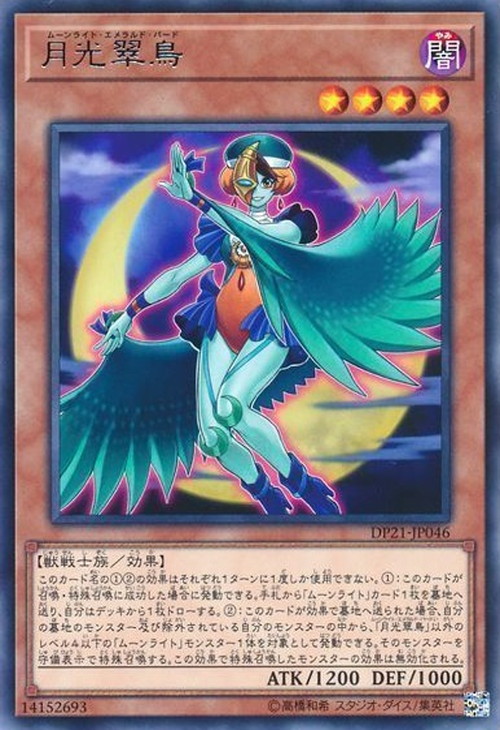 ムーンライト・エメラルド・バード
月光翠鳥
やみ
闇
DP21-JP046
【獣戦士族/効果】
このカード名の①②の効果はそれぞれ1ターンに1度しか使用できない。①:このカードが
召喚・特殊召喚に成功した場合に発動できる。手札から「ムーンライト」カード1枚を墓地へ
送り、自分はデッキから1枚ドローする。②:このカードが効果で墓地へ送られた場合、自分
の墓地のモンスター及び除外されている自分のモンスターの中から、「月光翠鳥」以外の
レベル4以下の「ムーンライト」モンスター1体を対象として発動できる。そのモンスターを
守備表示で特殊召喚する。この効果で特殊召喚したモンスターの効果は無効化される。
ATK/1200 DEF/1000
14152693
©高橋和希 スタジオ・ダイス/集英社